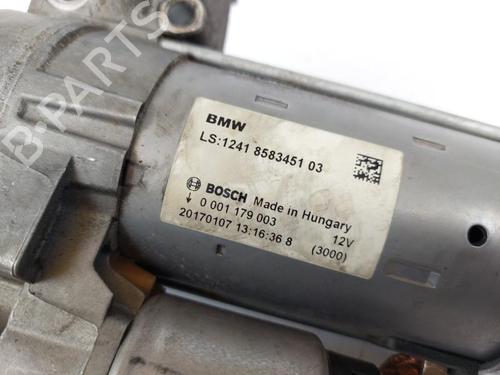 BMW
LS:1241 8583451 03
BOSCH Made in Hungary
0 001 179 003 12V
20170107 13:16:36 8 (3000)
B-PARTS